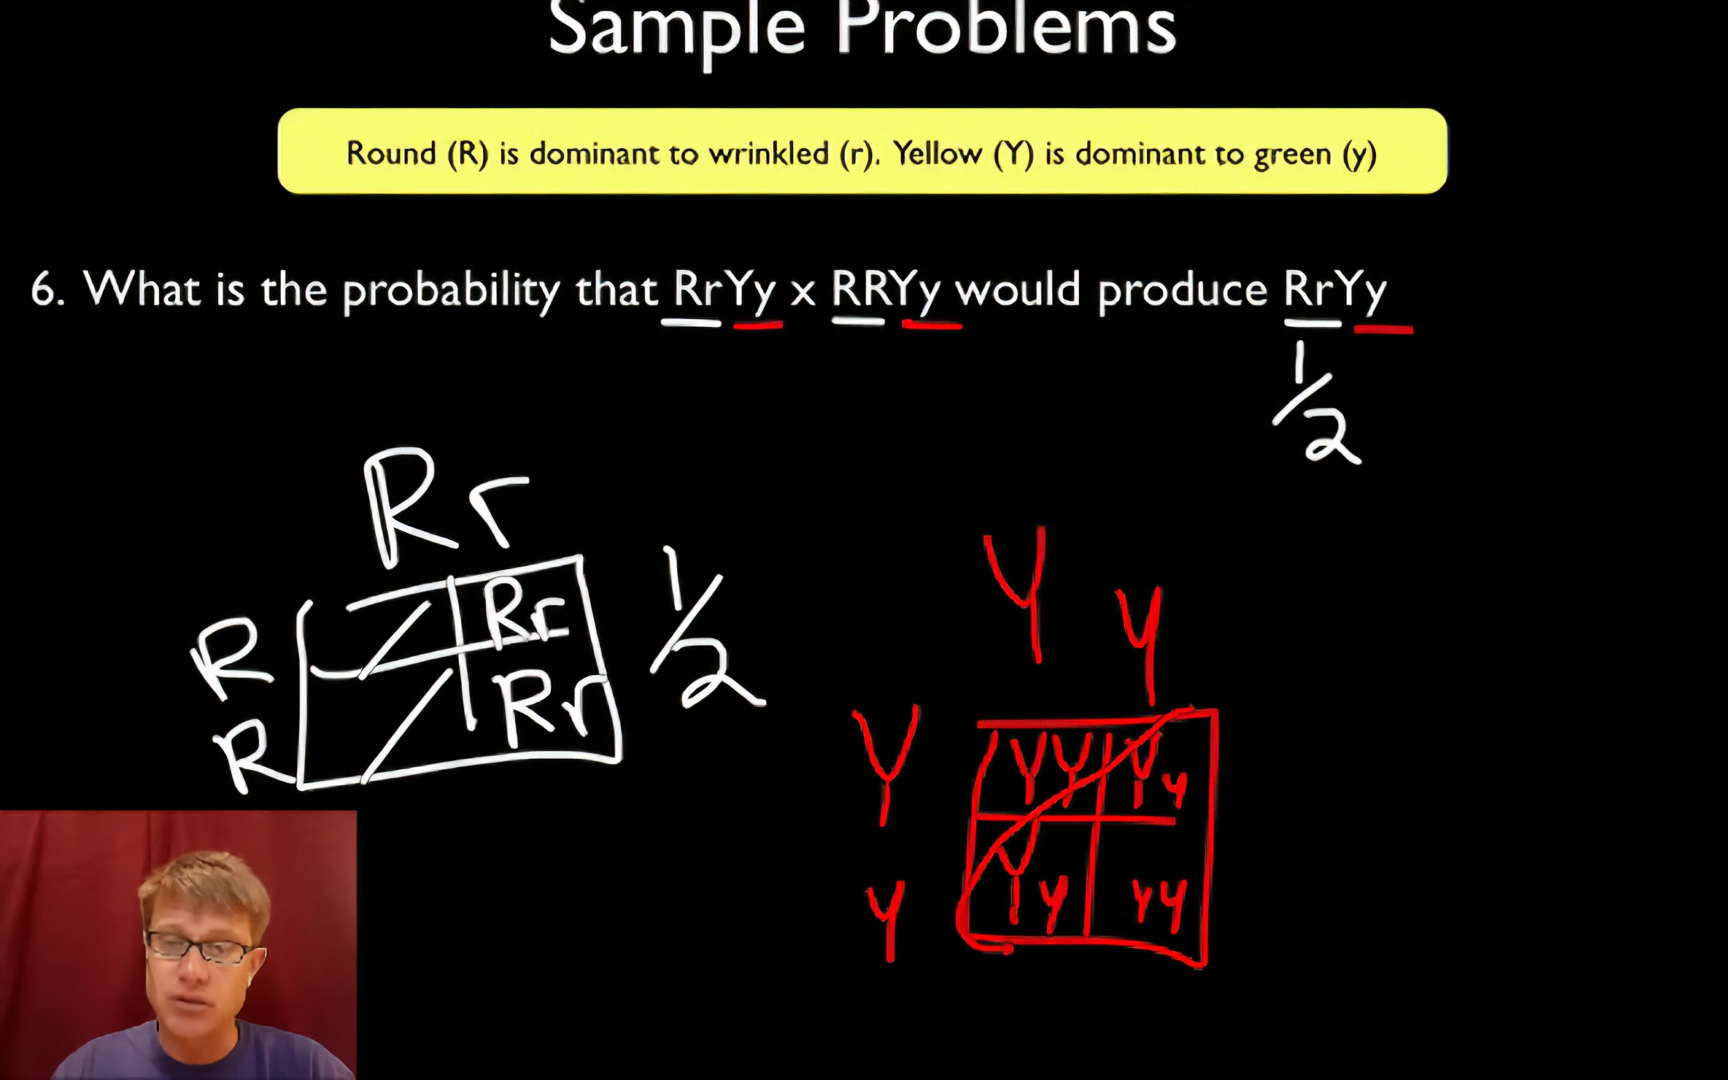 Sample Problems
Round (R) is dominant to wrinkled (r). Yellow (Y) is dominant to green (y)
6. What is the probability that RrYy x RRYy would produce RrYy
1/2
R r
R Rr 1/2
R Rr
Y y
Y YY Yy
y Yy yy